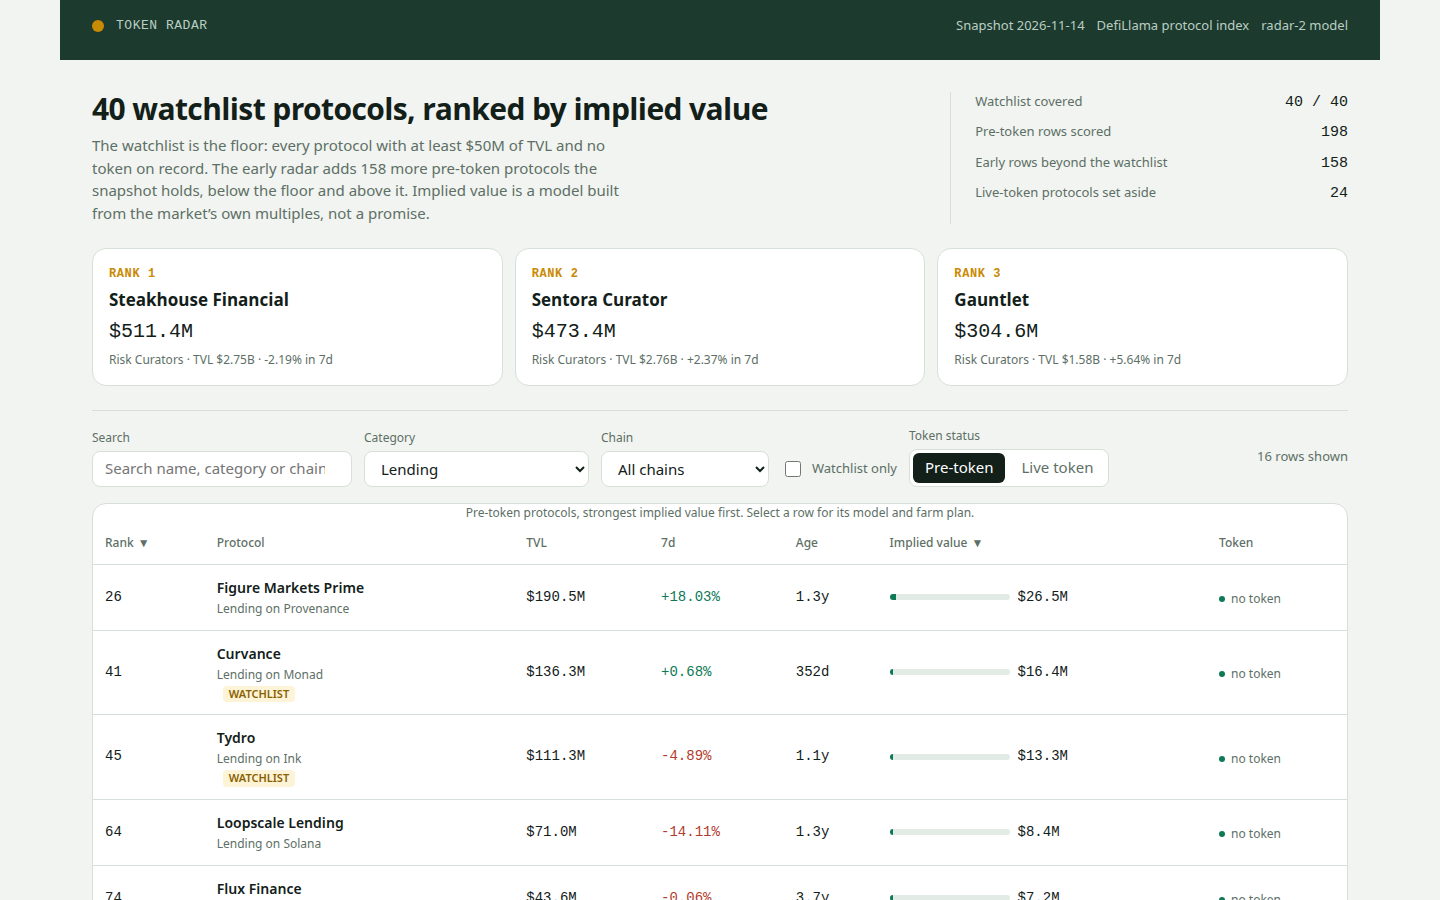 TOKEN RADAR
Snapshot 2026-11-14 DefiLlama protocol index radar-2 model
40 watchlist protocols, ranked by implied value
The watchlist is the floor: every protocol with at least $50M of TVL and no
token on record. The early radar adds 158 more pre-token protocols the
snapshot holds, below the floor and above it. Implied value is a model built
from the market's own multiples, not a promise.
Watchlist covered 40 / 40
Pre-token rows scored 198
Early rows beyond the watchlist 158
Live-token protocols set aside 24
RANK 1
Steakhouse Financial
$511.4M
Risk Curators · TVL $2.75B · -2.19% in 7d
RANK 2
Sentora Curator
$473.4M
Risk Curators · TVL $2.76B · +2.37% in 7d
RANK 3
Gauntlet
$304.6M
Risk Curators · TVL $1.58B · +5.64% in 7d
Search
Search name, category or chain
Category
Lending
Chain
All chains
Watchlist only
Token status
Pre-token Live token
16 rows shown
Pre-token protocols, strongest implied value first. Select a row for its model and farm plan.
Rank ▼ Protocol TVL 7d Age Implied value ▼ Token
26 Figure Markets Prime $190.5M +18.03% 1.3y $26.5M no token
Lending on Provenance
41 Curvance $136.3M +0.68% 352d $16.4M no token
Lending on Monad
WATCHLIST
45 Tydro $111.3M -4.89% 1.1y $13.3M no token
Lending on Ink
WATCHLIST
64 Loopscale Lending $71.0M -14.11% 1.3y $8.4M no token
Lending on Solana
74 Flux Finance $43.6M -0.06% 3.7y $7.2M no token